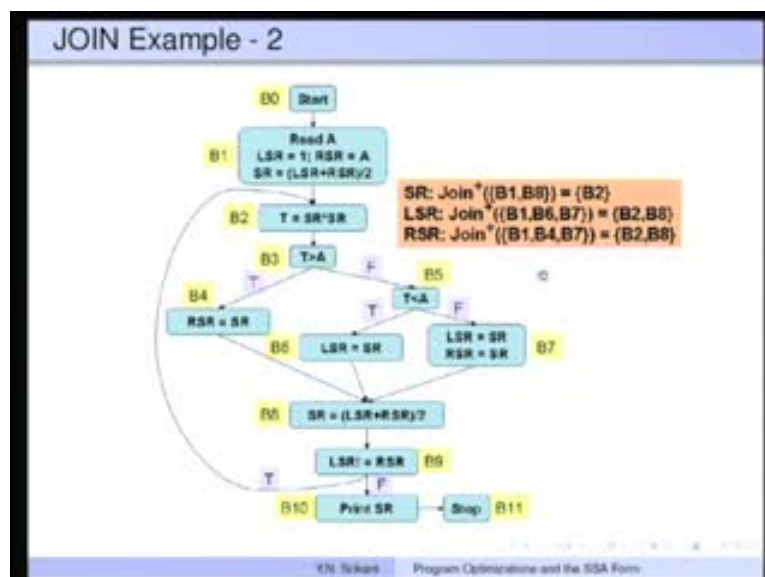 JOIN Example - 2
B0
Start
B1
Read A
LSR = 1; RSR = A
SR = (LSR+RSR)/2
SR: Join⁺({B1,B8}) = {B2}
LSR: Join⁺({B1,B6,B7}) = {B2,B8}
RSR: Join⁺({B1,B4,B7}) = {B2,B8}
B2
T = SR*SR
B3
T>A
T
F
B5
B4
T<A
RSR = SR
T
F
B6
LSR = SR
LSR = SR
RSR = SR
B7
B8
SR = (LSR+RSR)/2
LSR! = RSR
B9
T
F
B10
Print SR
Stop
B11
Y.N. Srikant
Program Optimizations and the SSA Form